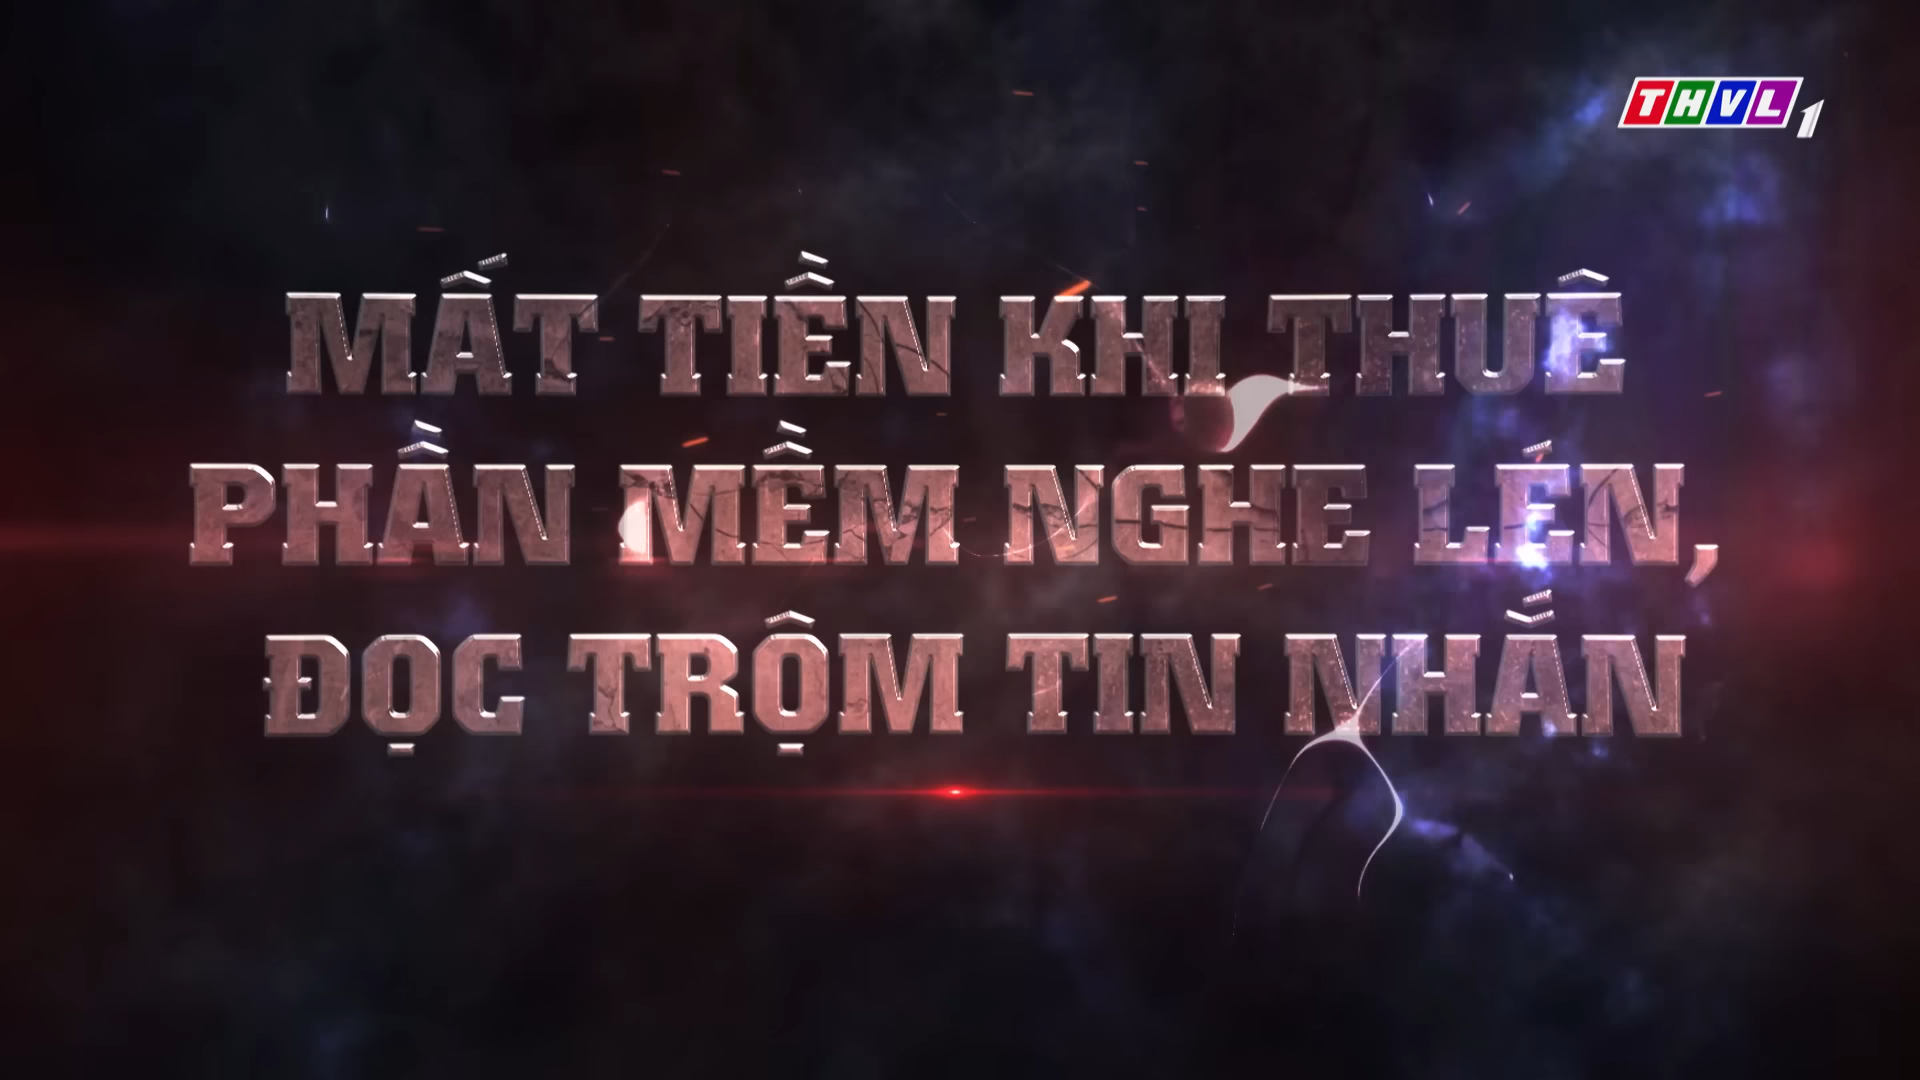 THVL1
MẤT TIỀN KHI THUÊ
PHẦN MỀM NGHE LÉN,
ĐỌC TRỘM TIN NHẮN